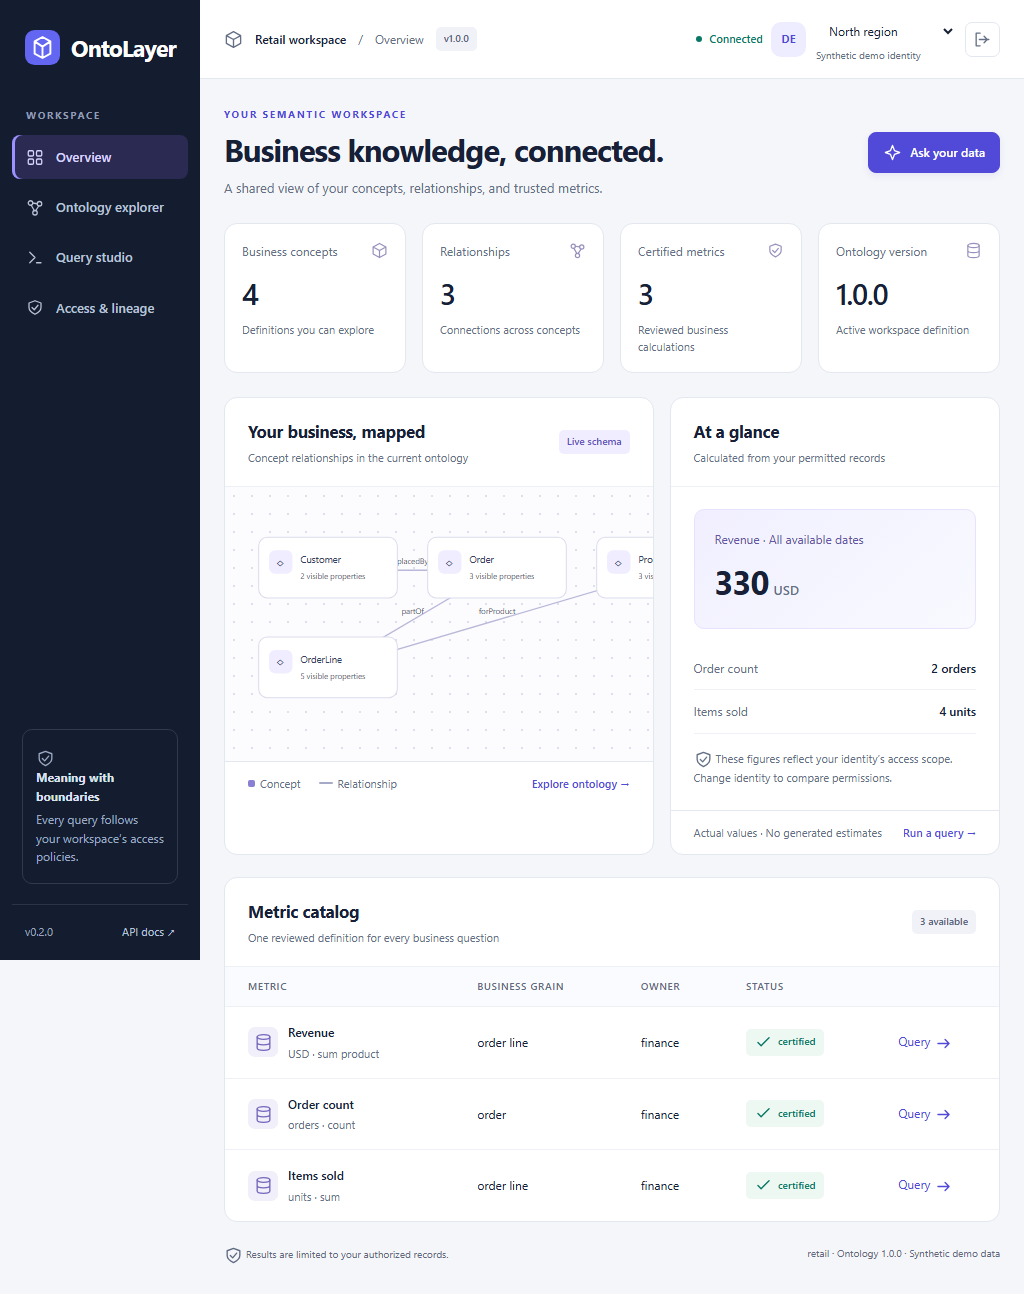 OntoLayer
WORKSPACE
Overview
Ontology explorer
Query studio
Access & lineage
Meaning with
boundaries
Every query follows
your workspace's access
policies.
v0.2.0
API docs ↗
Retail workspace / Overview v1.0.0
Connected
DE
North region
Synthetic demo identity
YOUR SEMANTIC WORKSPACE
Business knowledge, connected.
A shared view of your concepts, relationships, and trusted metrics.
Ask your data
Business concepts
4
Definitions you can explore
Relationships
3
Connections across concepts
Certified metrics
3
Reviewed business
calculations
Ontology version
1.0.0
Active workspace definition
Your business, mapped
Concept relationships in the current ontology
Live schema
Customer
2 visible properties
placedBy
Order
3 visible properties
Pro
3 vis
partOf
forProduct
OrderLine
5 visible properties
Concept
Relationship
Explore ontology →
At a glance
Calculated from your permitted records
Revenue · All available dates
330 USD
Order count 2 orders
Items sold 4 units
These figures reflect your identity's access scope.
Change identity to compare permissions.
Actual values · No generated estimates
Run a query →
Metric catalog
One reviewed definition for every business question
3 available
METRIC BUSINESS GRAIN OWNER STATUS
Revenue
USD · sum product
order line
finance
certified
Query →
Order count
orders · count
order
finance
certified
Query →
Items sold
units · sum
order line
finance
certified
Query →
Results are limited to your authorized records.
retail · Ontology 1.0.0 · Synthetic demo data